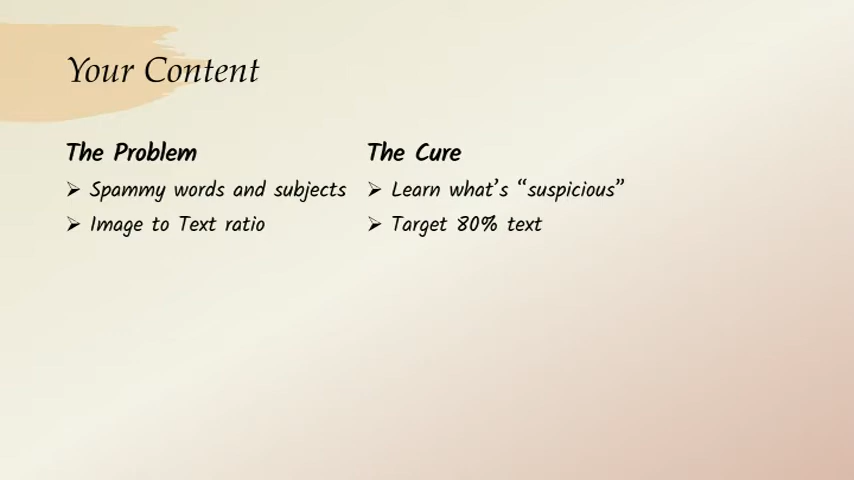 Your Content
The Problem
➢ Spammy words and subjects
➢ Image to Text ratio
The Cure
➢ Learn what’s “suspicious”
➢ Target 80% text